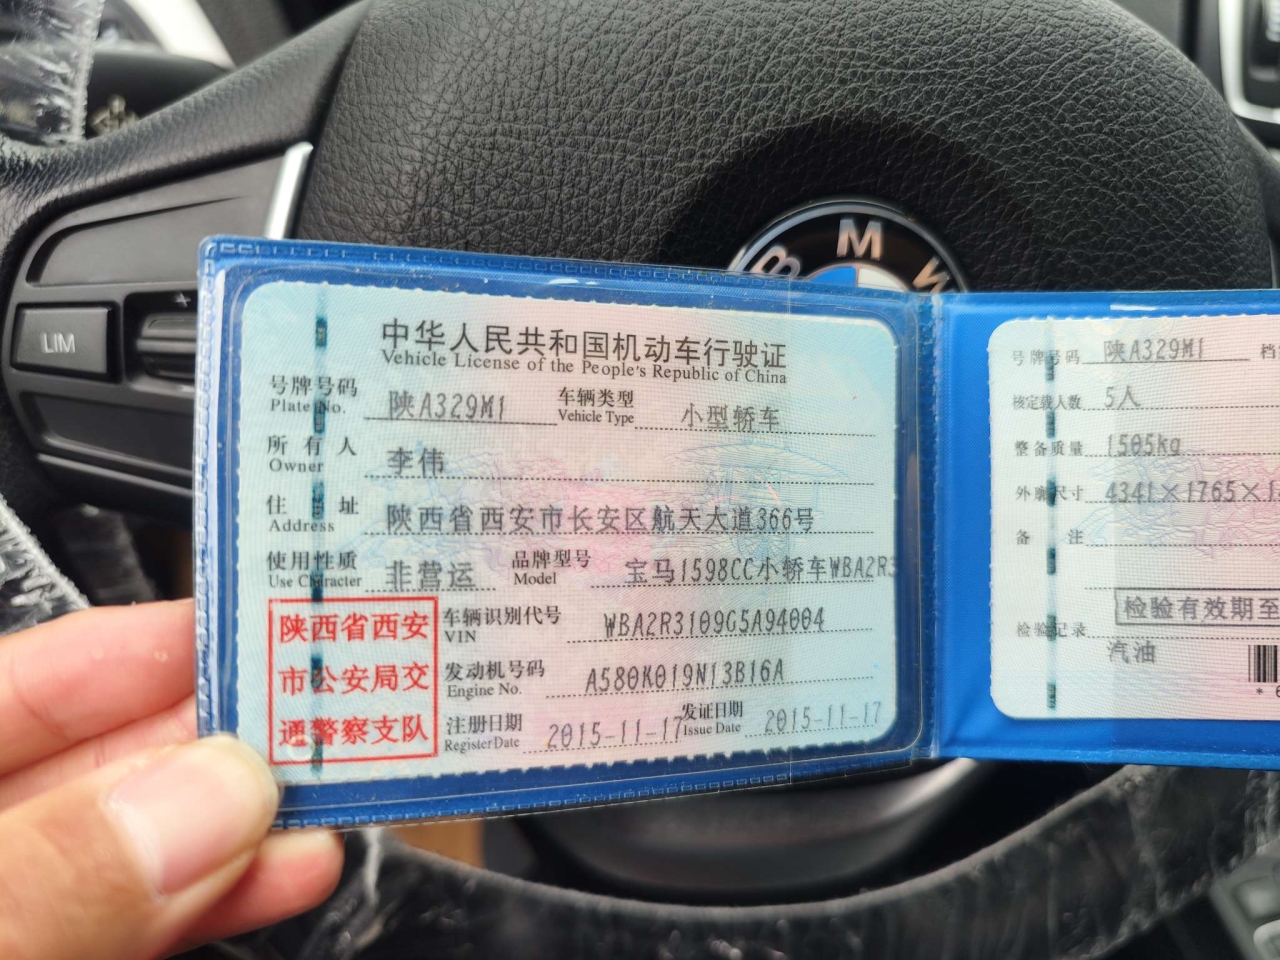 BMW
LIM
中华人民共和国机动车行驶证
Vehicle License of the People's Republic of China
号牌号码 陕A329M1 车辆类型 小型轿车
Plate No. Vehicle Type
所有人 李伟
Owner
住址 陕西省西安市长安区航天大道366号
Address
使用性质 非营运 品牌型号 宝马1598CC小轿车WBA2R3
Use Character Model
陕西省西安
市公安局交
通警察支队
车辆识别代号 WBA2R3109G5A94004
VIN
发动机号码 A580K019N13B16A
Engine No.
注册日期 2015-11-17 发证日期 2015-11-17
Register Date Issue Date
号牌号码 陕A329M1 档
核定载人数 5人
整备质量 1505kg
外廓尺寸 4341×1765×1
备注
检验有效期至
检验记录
汽油